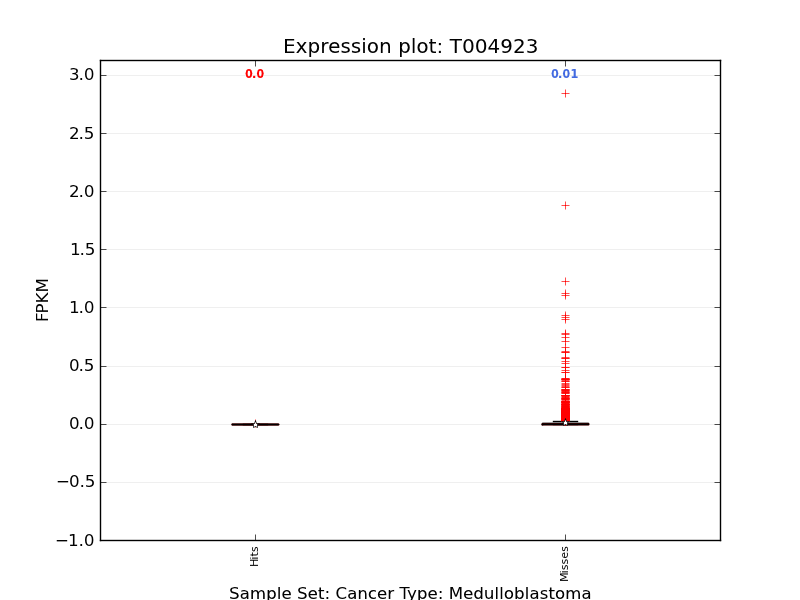 Expression plot: T004923
0.0
0.01
3.0
2.5
2.0
1.5
1.0
0.5
0.0
−0.5
−1.0
FPKM
Hits
Misses
Sample Set: Cancer Type: Medulloblastoma